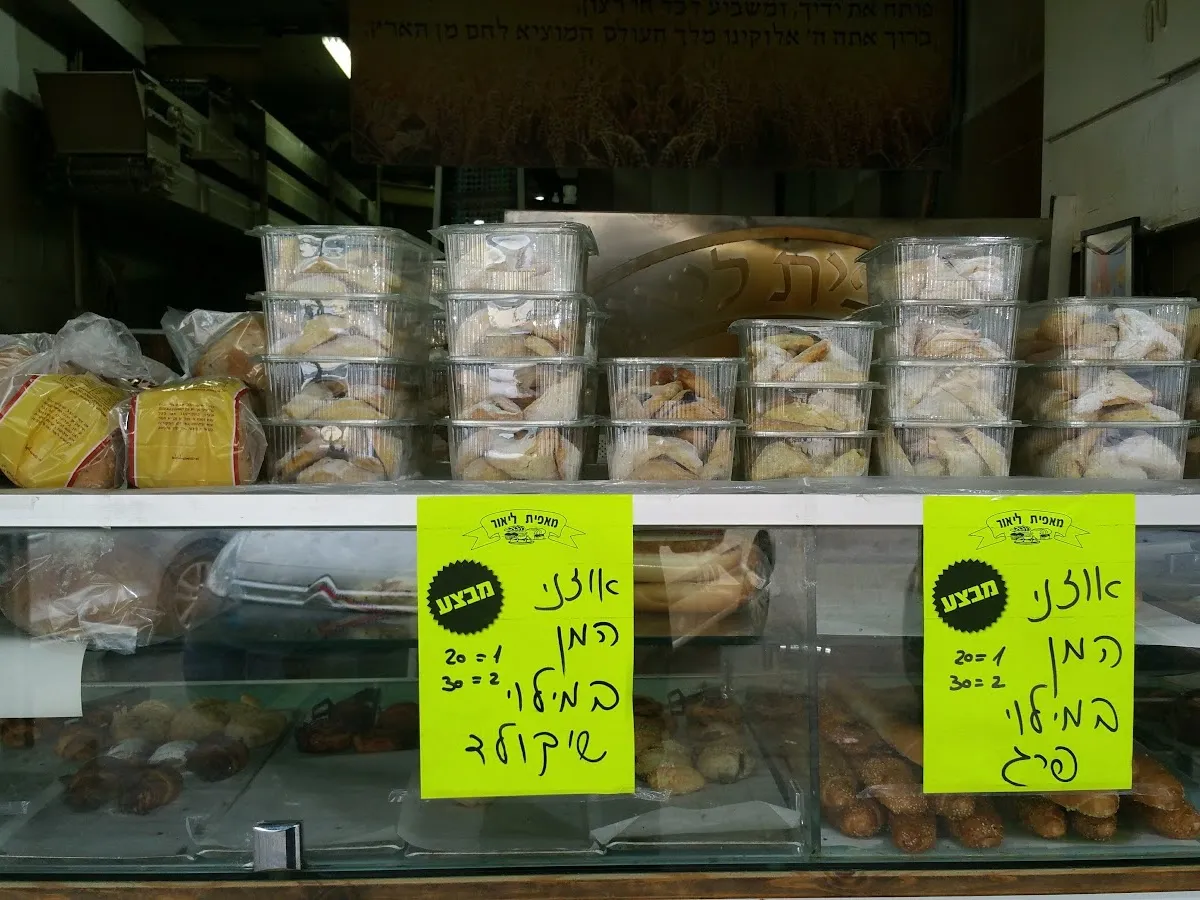 פותח את ידיך, ומשביע לכל חי רצון.
ברוך אתה ה' אלוקינו מלך העולם המוציא לחם מן הארץ.
מאפית ליאור
מבצע
אוזני
המן
במילוי
שיקולד
20=1
30=2
מאפית ליאור
מבצע
אוזני
המן
במילוי
פרג
20=1
30=2